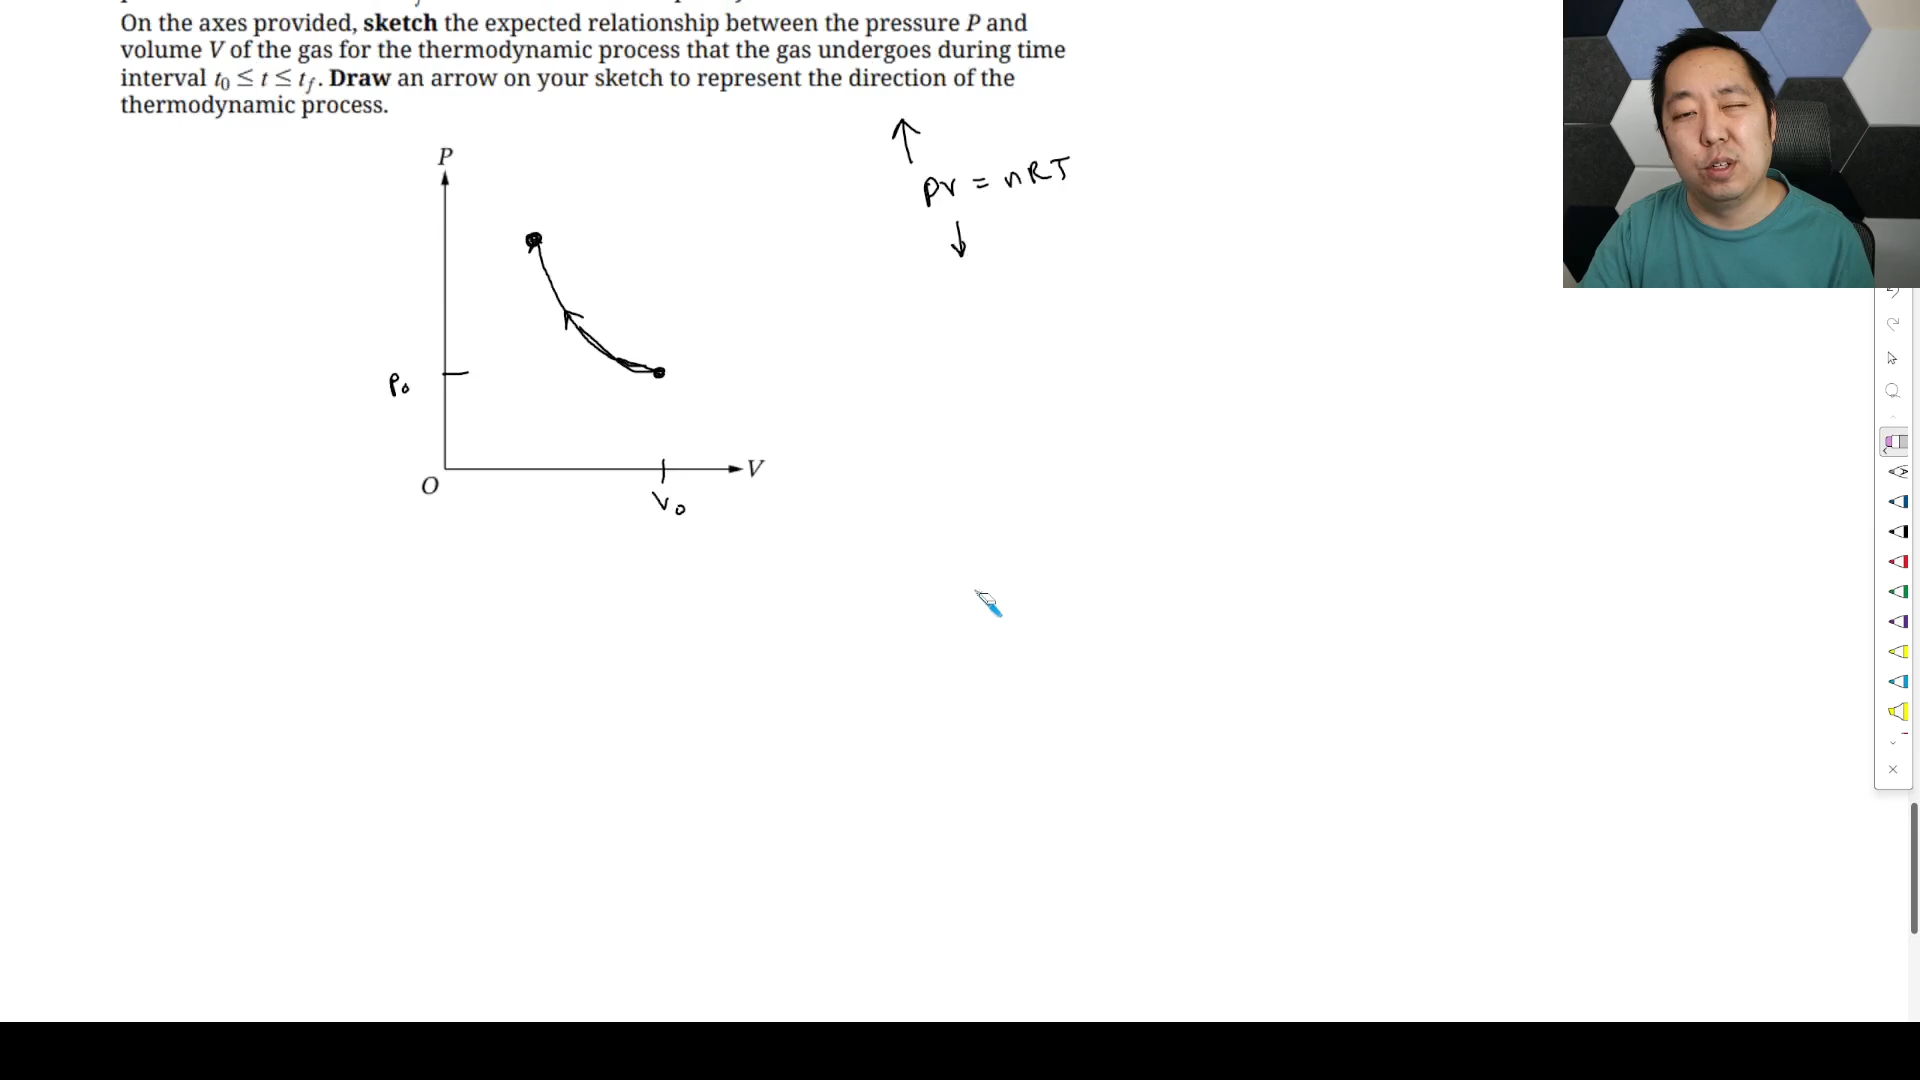 On the axes provided, sketch the expected relationship between the pressure P and
volume V of the gas for the thermodynamic process that the gas undergoes during time
interval t₀ ≤ t ≤ t_f. Draw an arrow on your sketch to represent the direction of the
thermodynamic process.
P
PV = nRT
P₀
V
O
V₀